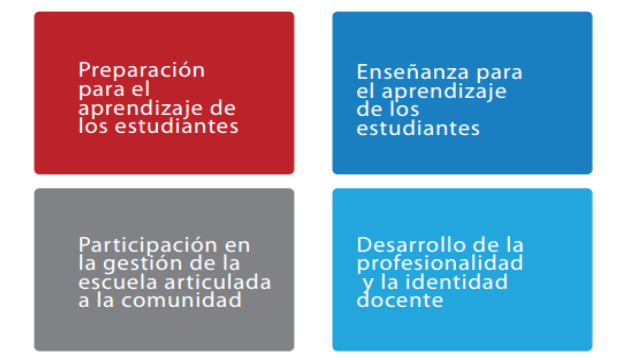 Preparación
para el
aprendizaje de
los estudiantes
Enseñanza para
el aprendizaje
de los
estudiantes
Participación en
la gestión de la
escuela articulada
a la comunidad
Desarrollo de la
profesionalidad
y la identidad
docente